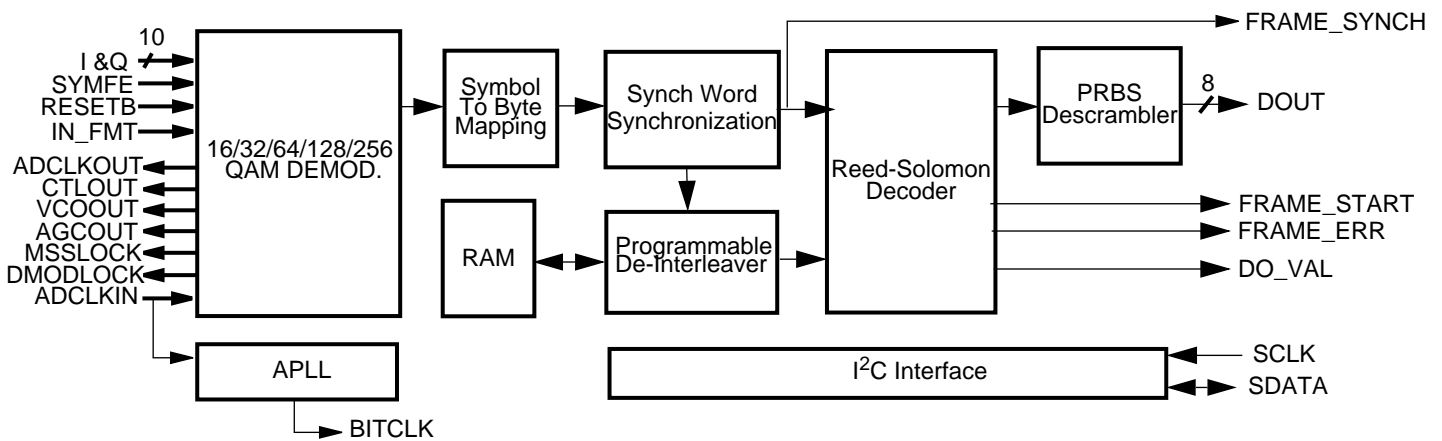 10
I &Q
SYMFE
RESETB
IN_FMT
ADCLKOUT
CTLOUT
VCOOUT
AGCOUT
MSSLOCK
DMODLOCK
ADCLKIN
16/32/64/128/256
QAM DEMOD.
APLL
BITCLK
Symbol
To Byte
Mapping
RAM
Synch Word
Synchronization
Programmable
De-Interleaver
Reed-Solomon
Decoder
PRBS
Descrambler
8
DOUT
FRAME_SYNCH
FRAME_START
FRAME_ERR
DO_VAL
I2C Interface
SCLK
SDATA